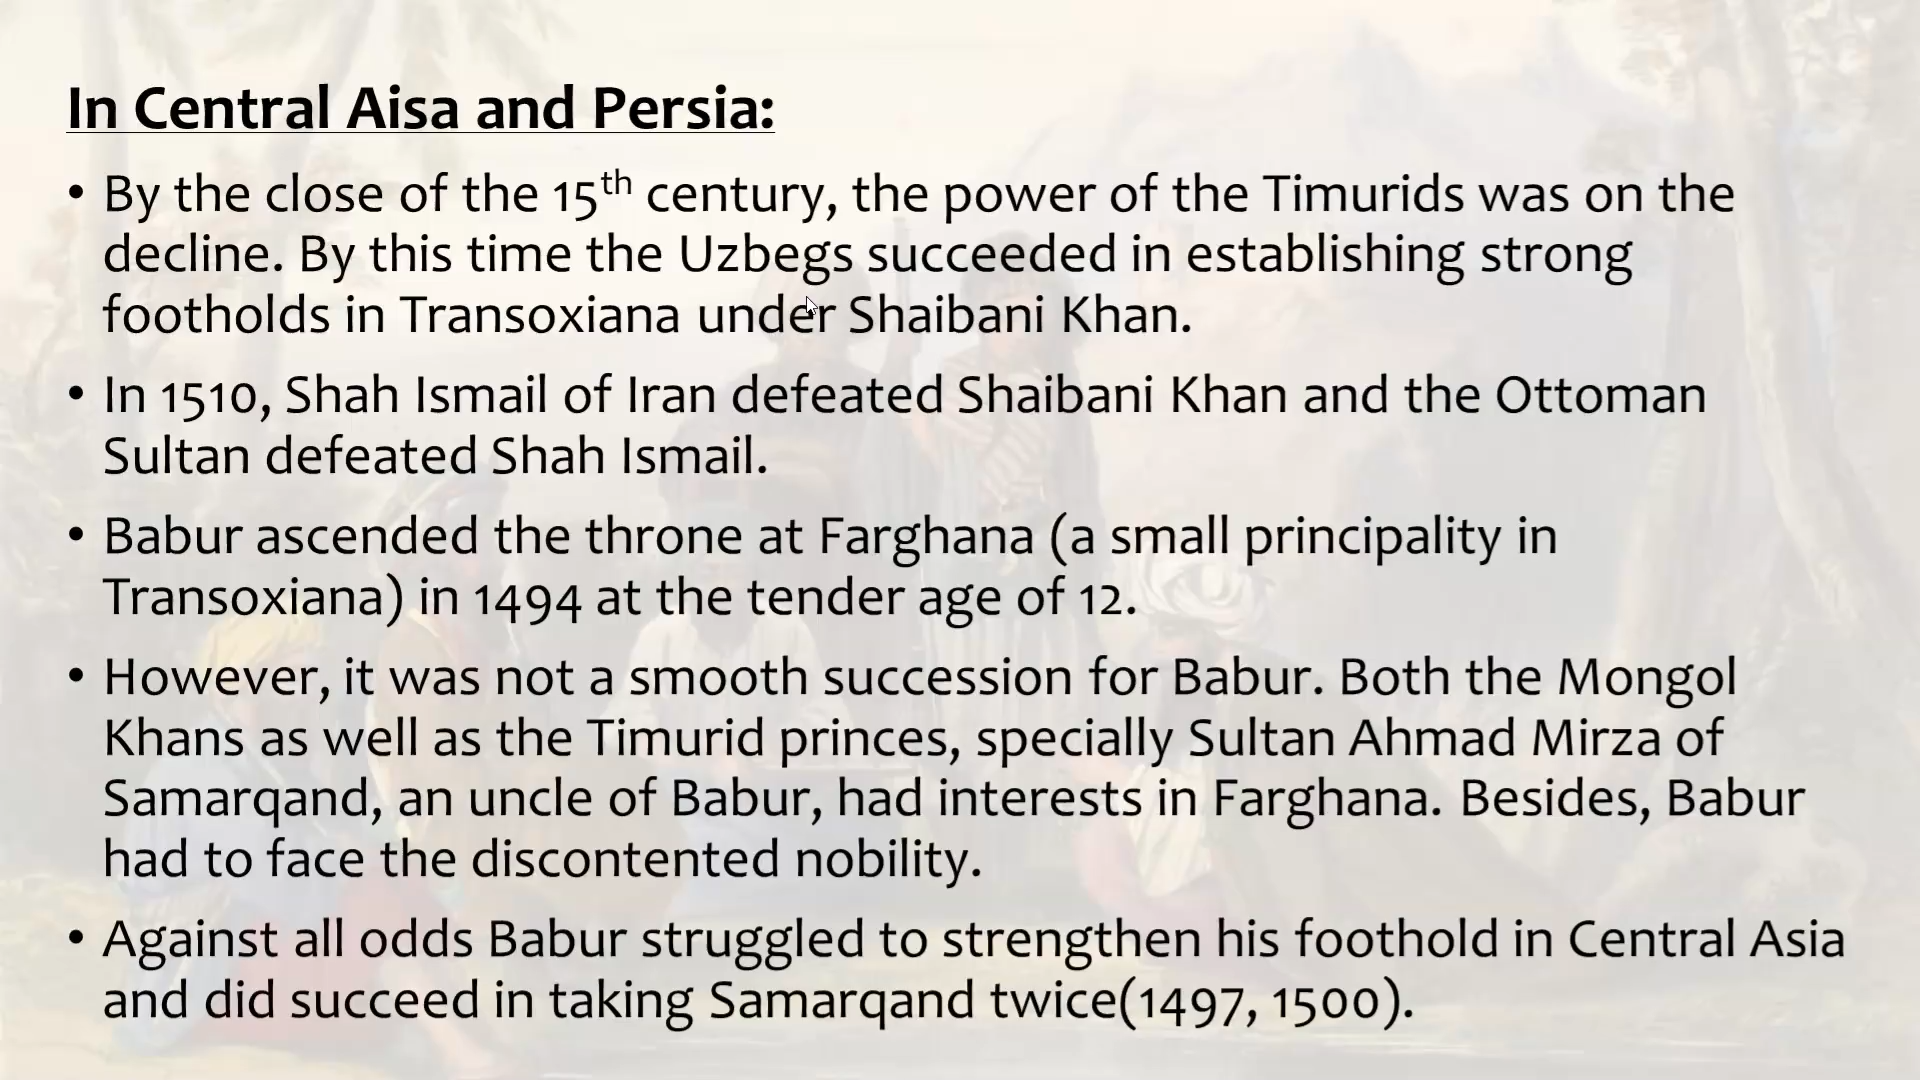 In Central Aisa and Persia:
• By the close of the 15th century, the power of the Timurids was on the
decline. By this time the Uzbegs succeeded in establishing strong
footholds in Transoxiana under Shaibani Khan.
• In 1510, Shah Ismail of Iran defeated Shaibani Khan and the Ottoman
Sultan defeated Shah Ismail.
• Babur ascended the throne at Farghana (a small principality in
Transoxiana) in 1494 at the tender age of 12.
• However, it was not a smooth succession for Babur. Both the Mongol
Khans as well as the Timurid princes, specially Sultan Ahmad Mirza of
Samarqand, an uncle of Babur, had interests in Farghana. Besides, Babur
had to face the discontented nobility.
• Against all odds Babur struggled to strengthen his foothold in Central Asia
and did succeed in taking Samarqand twice(1497, 1500).